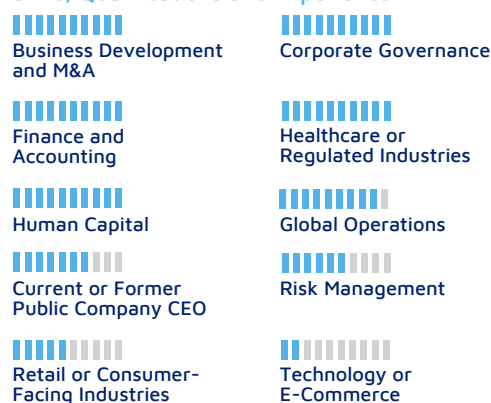 Business Development
and M&A
Corporate Governance
Finance and
Accounting
Healthcare or
Regulated Industries
Human Capital
Global Operations
Current or Former
Public Company CEO
Risk Management
Retail or Consumer-
Facing Industries
Technology or
E-Commerce